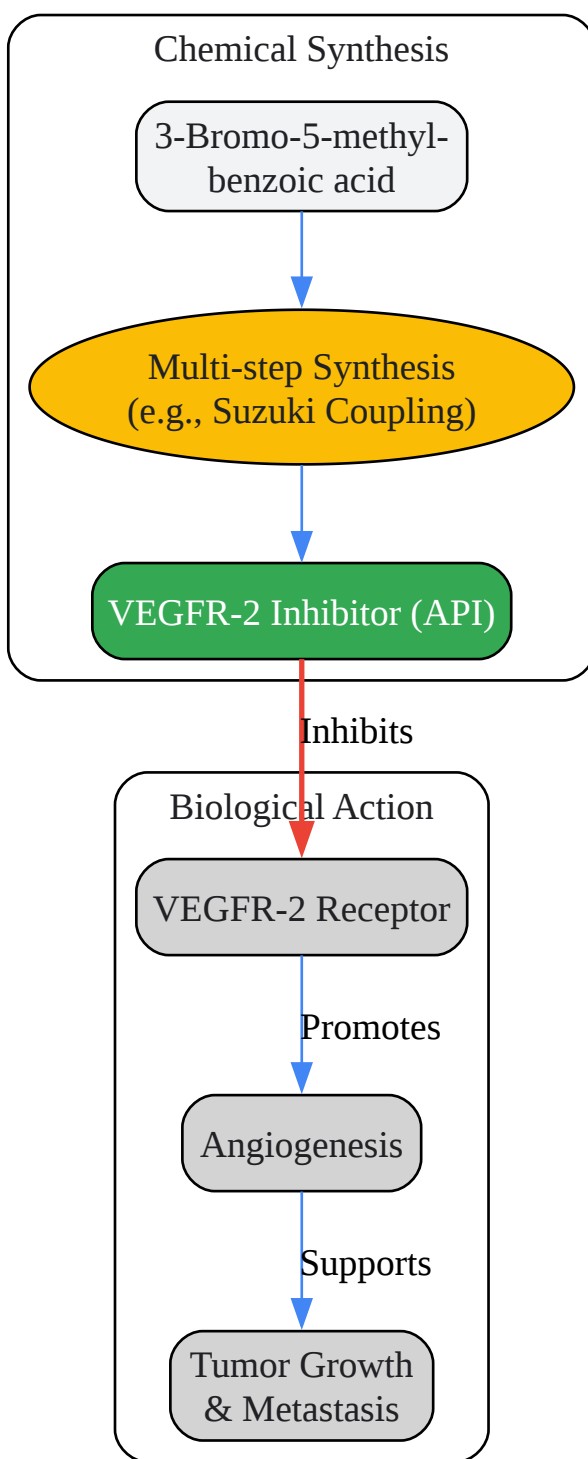 Chemical Synthesis
3-Bromo-5-methyl-
benzoic acid
Multi-step Synthesis
(e.g., Suzuki Coupling)
VEGFR-2 Inhibitor (API)
Inhibits
Biological Action
VEGFR-2 Receptor
Promotes
Angiogenesis
Supports
Tumor Growth
& Metastasis